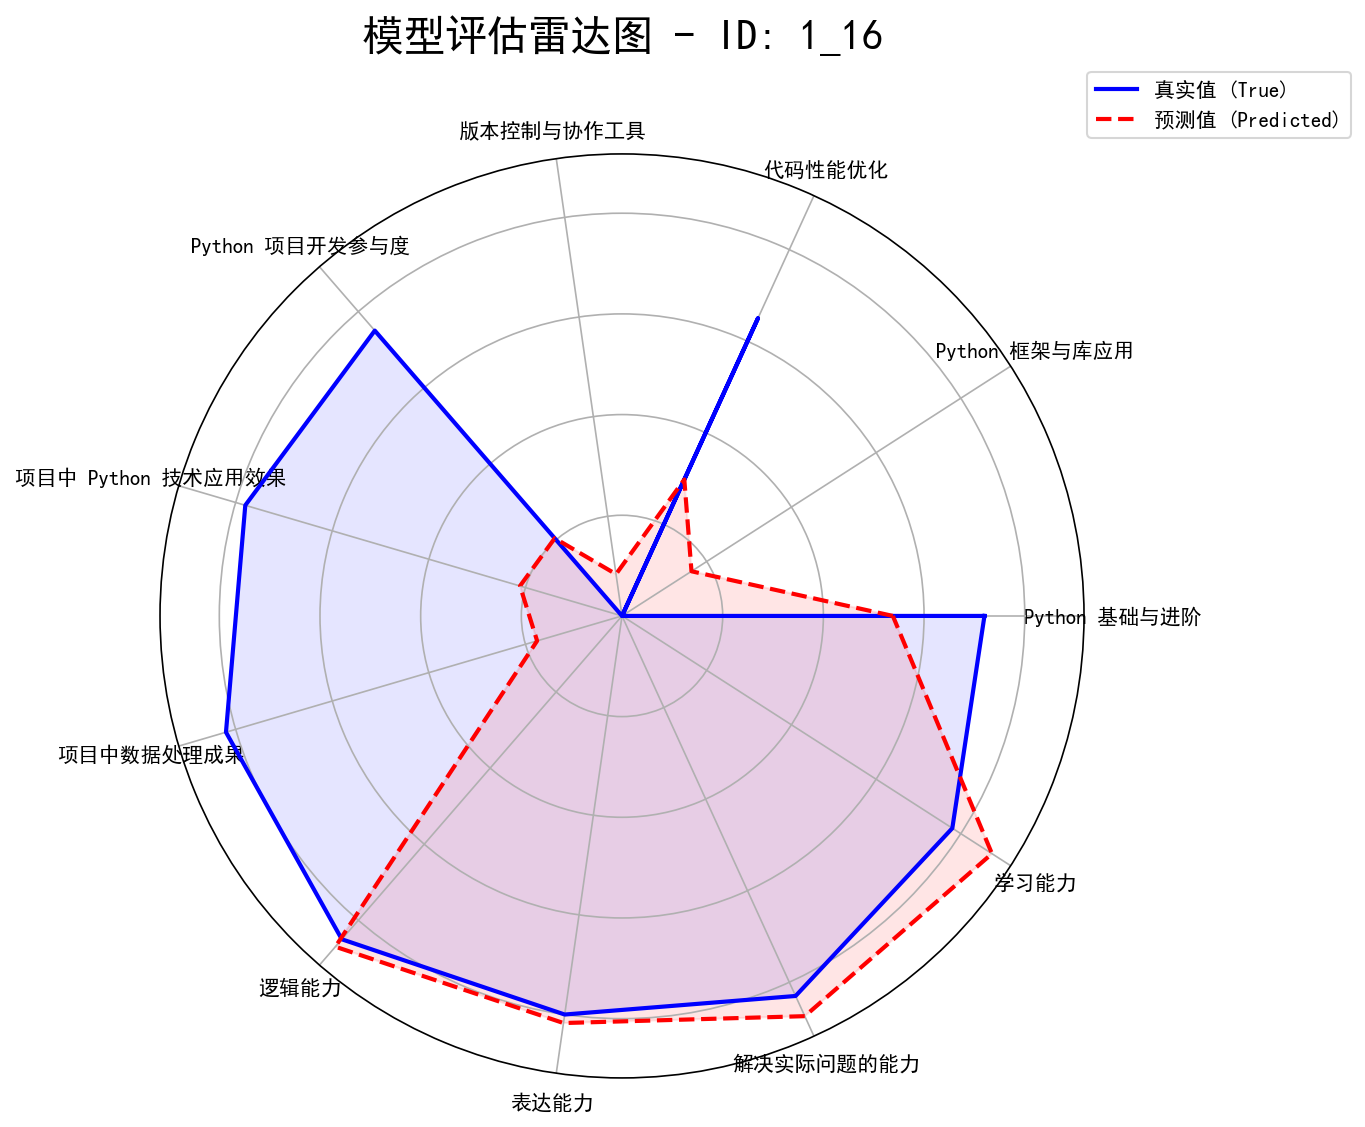 模型评估雷达图 - ID: 1_16
真实值 (True)
预测值 (Predicted)
版本控制与协作工具
代码性能优化
Python 项目开发参与度
Python 框架与库应用
项目中 Python 技术应用效果
Python 基础与进阶
项目中数据处理成果
学习能力
逻辑能力
解决实际问题的能力
表达能力